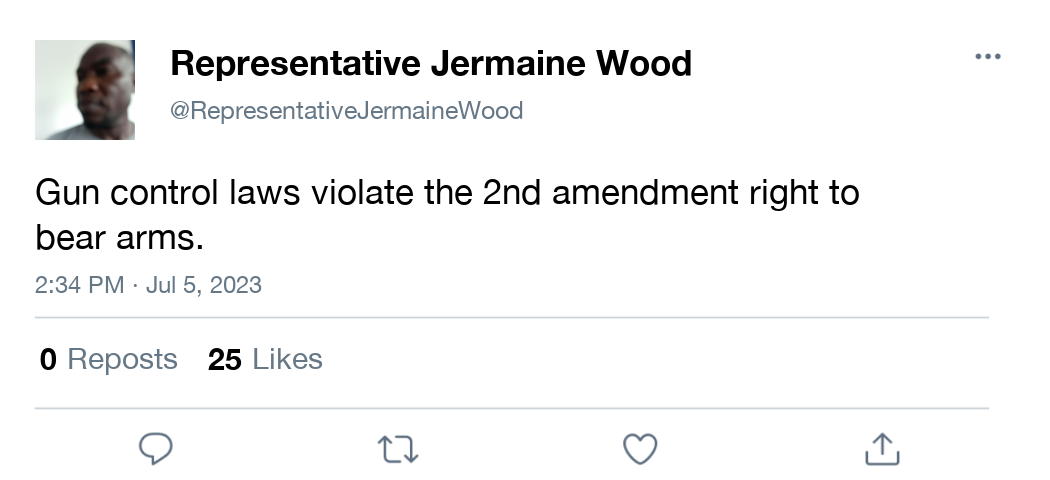 Representative Jermaine Wood
@RepresentativeJermaineWood
Gun control laws violate the 2nd amendment right to
bear arms.
2:34 PM · Jul 5, 2023
0 Reposts 25 Likes